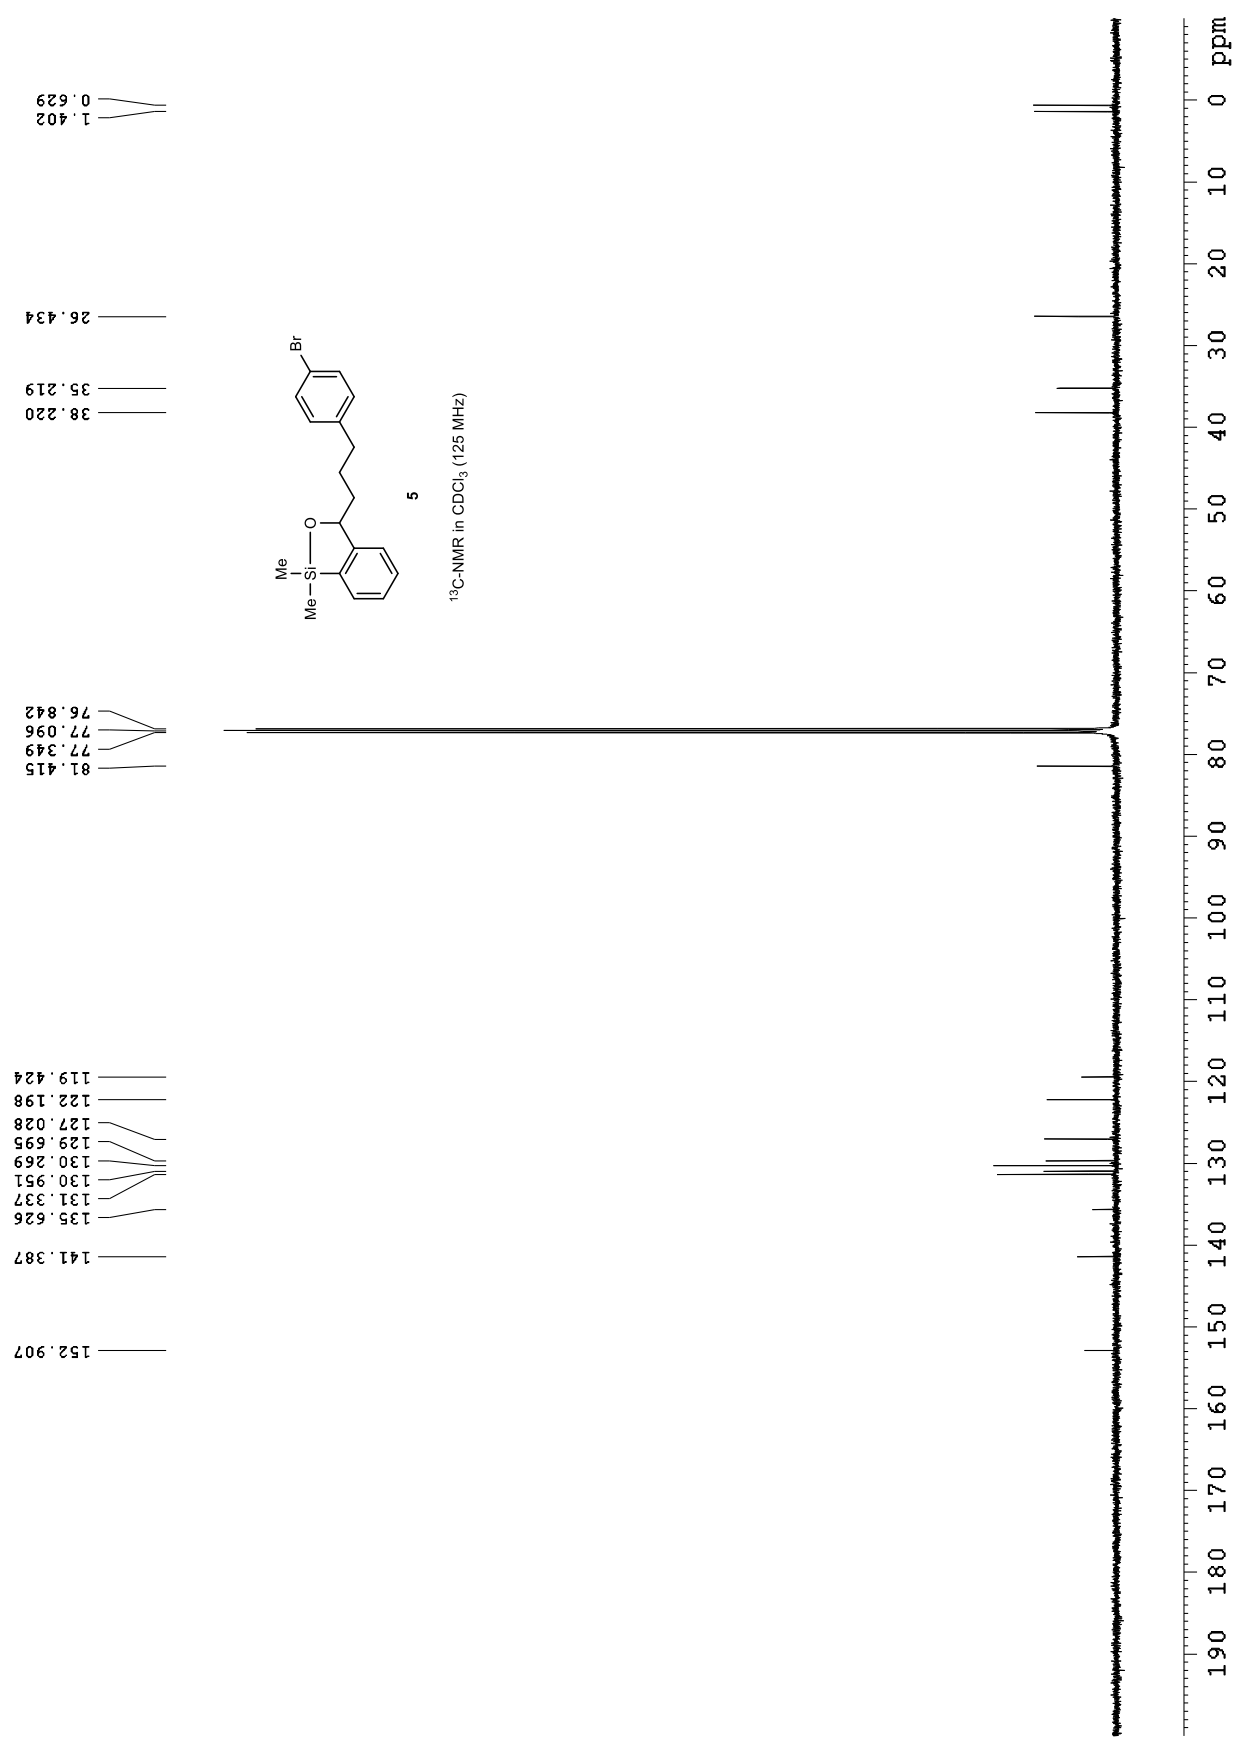 152.907
141.387
135.626
131.337
130.951
130.269
129.695
127.028
122.198
119.424
81.415
77.349
77.096
76.842
38.220
35.219
26.434
1.402
0.629
Me
Me
Si
O
Br
5
¹³C-NMR in CDCl₃ (125 MHz)
190 180 170 160 150 140 130 120 110 100 90 80 70 60 50 40 30 20 10 0 ppm